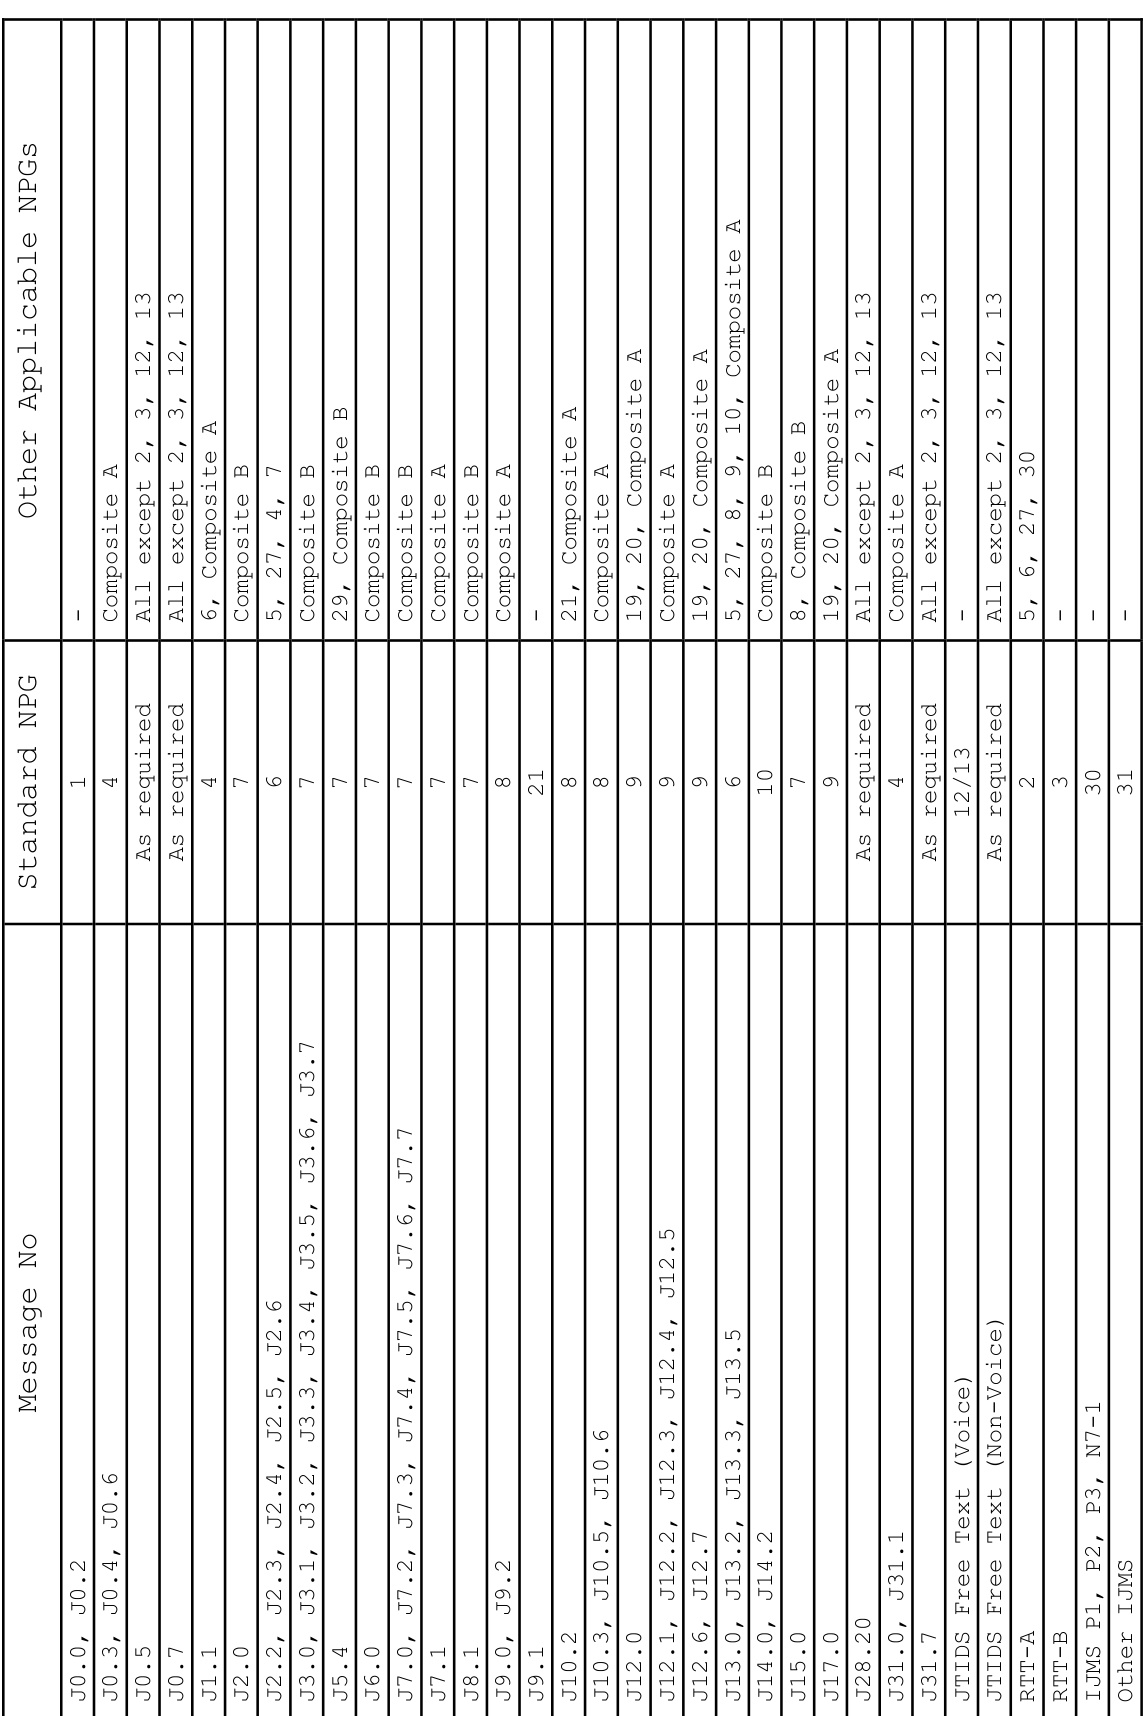 Message No Standard NPG Other Applicable NPGs
J0.0, J0.2 1 -
J0.3, J0.4, J0.6 4 Composite A
J0.5 As required All except 2, 3, 12, 13
J0.7 As required All except 2, 3, 12, 13
J1.1 4 6, Composite A
J2.0 7 Composite B
J2.2, J2.3, J2.4, J2.5, J2.6 6 5, 27, 4, 7
J3.0, J3.1, J3.2, J3.3, J3.4, J3.5, J3.6, J3.7 7 Composite B
J5.4 7 29, Composite B
J6.0 7 Composite B
J7.0, J7.2, J7.3, J7.4, J7.5, J7.6, J7.7 7 Composite B
J7.1 7 Composite A
J8.1 7 Composite B
J9.0, J9.2 8 Composite A
J9.1 21 -
J10.2 8 21, Composite A
J10.3, J10.5, J10.6 8 Composite A
J12.0 9 19, 20, Composite A
J12.1, J12.2, J12.3, J12.4, J12.5 9 Composite A
J12.6, J12.7 9 19, 20, Composite A
J13.0, J13.2, J13.3, J13.5 6 5, 27, 8, 9, 10, Composite A
J14.0, J14.2 10 Composite B
J15.0 7 8, Composite B
J17.0 9 19, 20, Composite A
J28.20 As required All except 2, 3, 12, 13
J31.0, J31.1 4 Composite A
J31.7 As required All except 2, 3, 12, 13
JTIDS Free Text (Voice) 12/13 -
JTIDS Free Text (Non-Voice) As required All except 2, 3, 12, 13
RTT-A 2 5, 6, 27, 30
RTT-B 3 -
IJMS P1, P2, P3, N7-1 30 -
Other IJMS 31 -